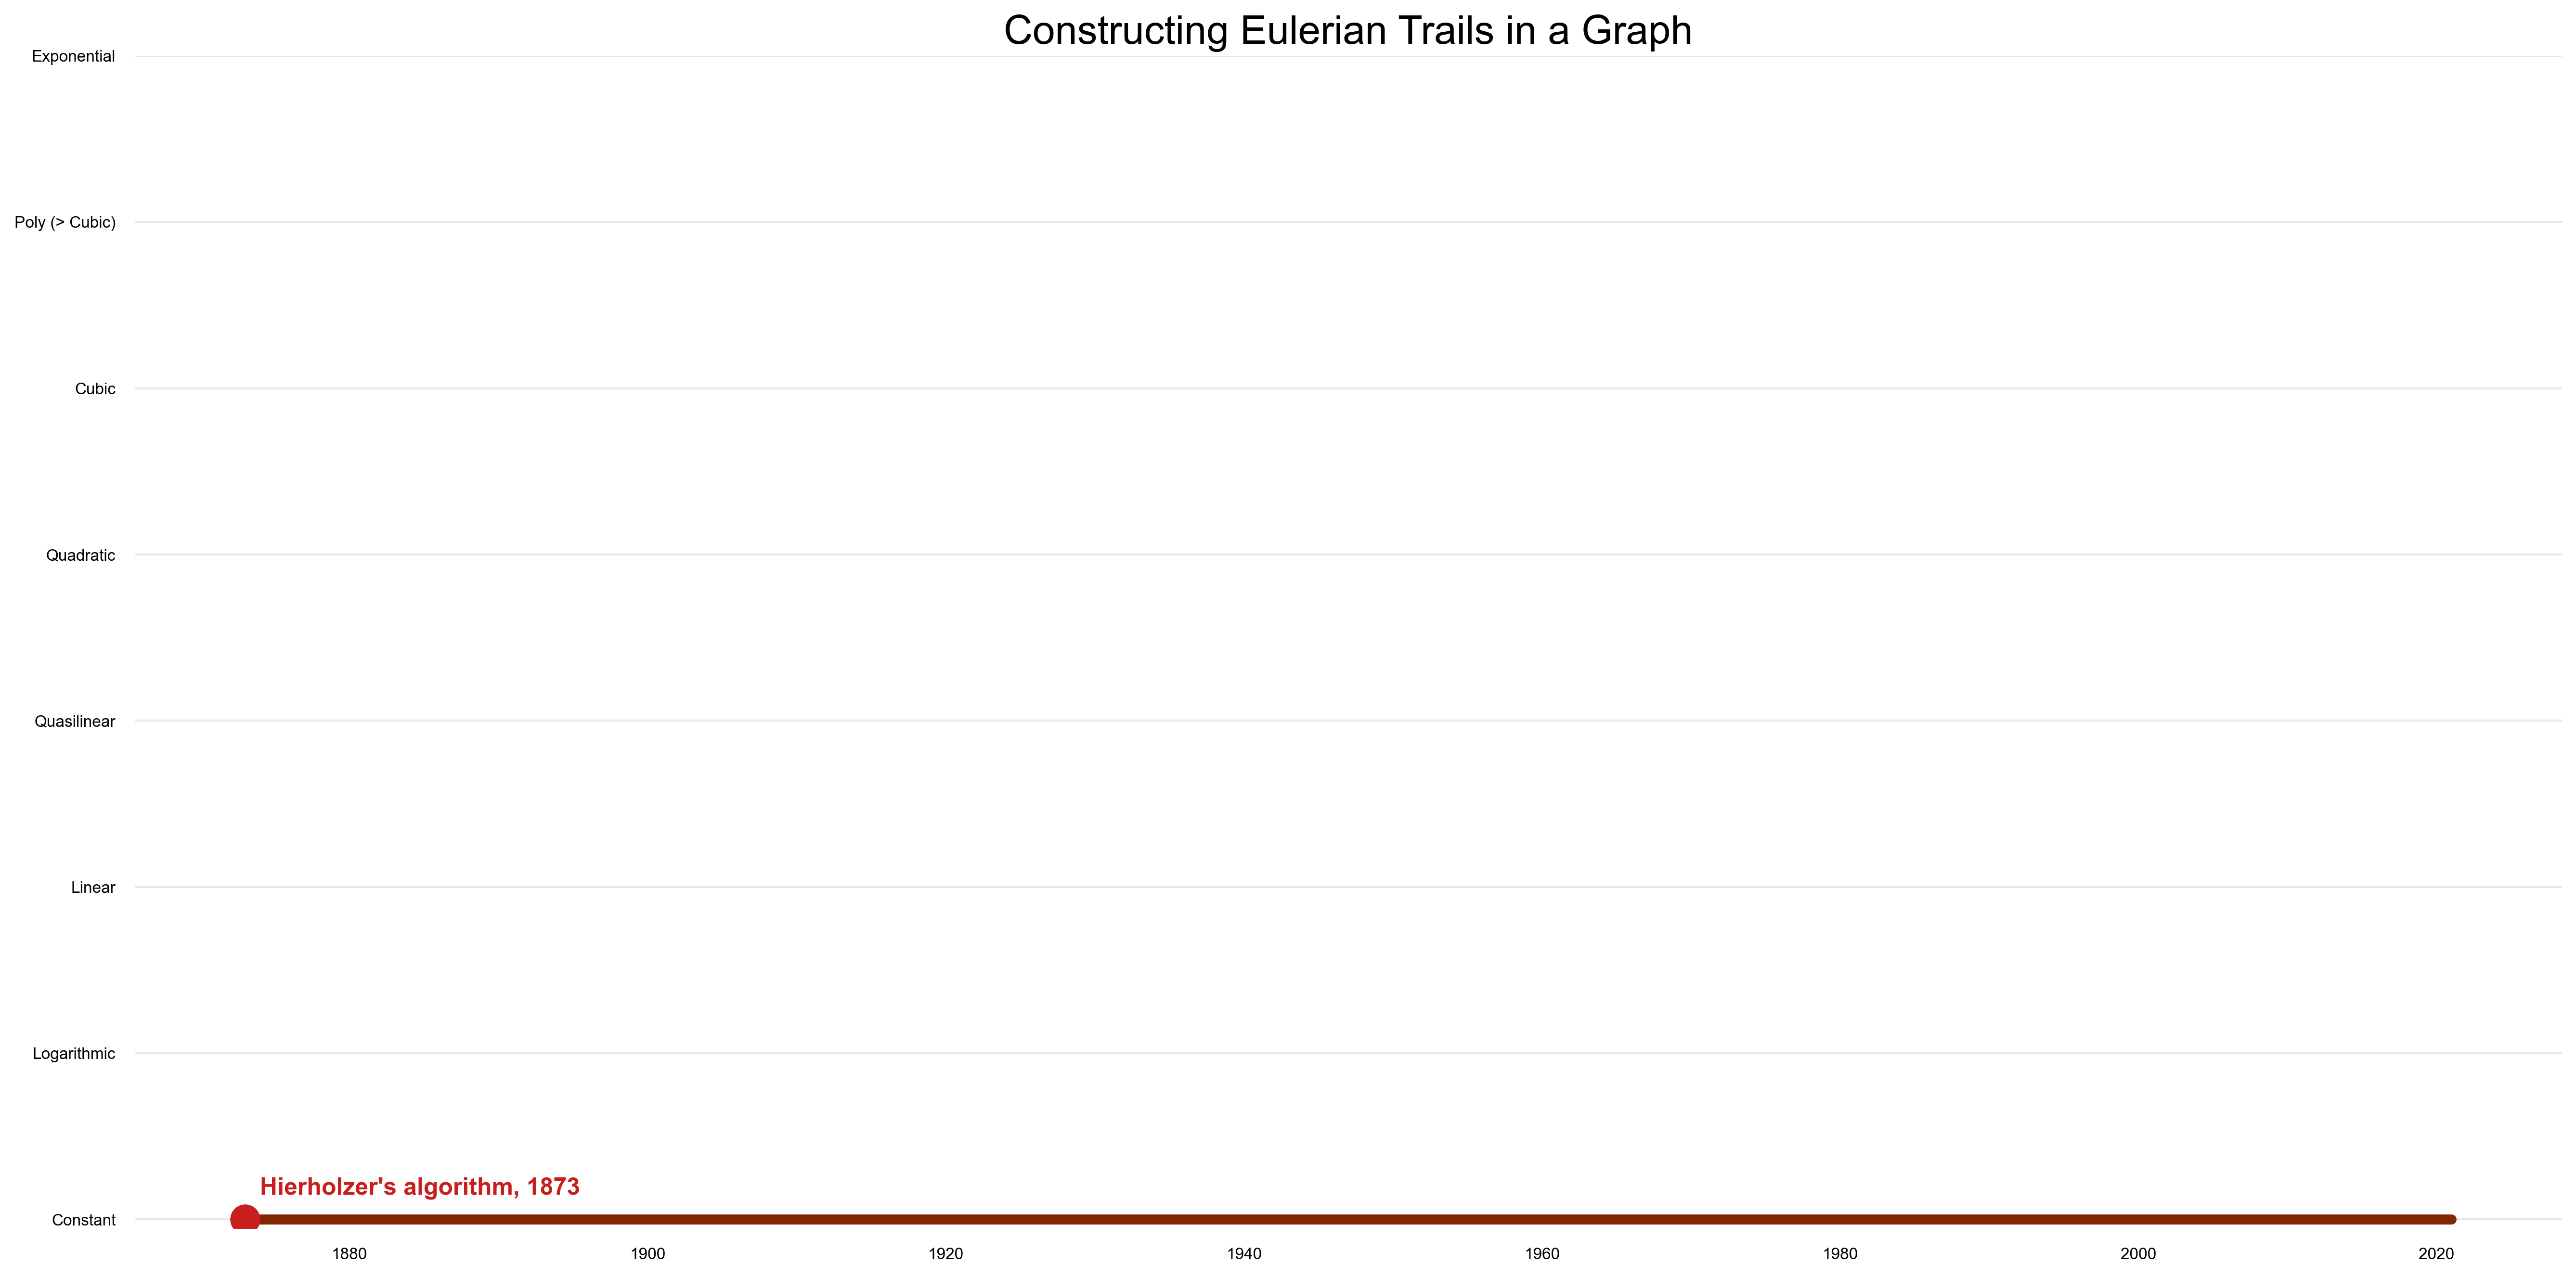 Constructing Eulerian Trails in a Graph
Exponential
Poly (> Cubic)
Cubic
Quadratic
Quasilinear
Linear
Logarithmic
Hierholzer's algorithm, 1873
Constant
1880 1900 1920 1940 1960 1980 2000 2020